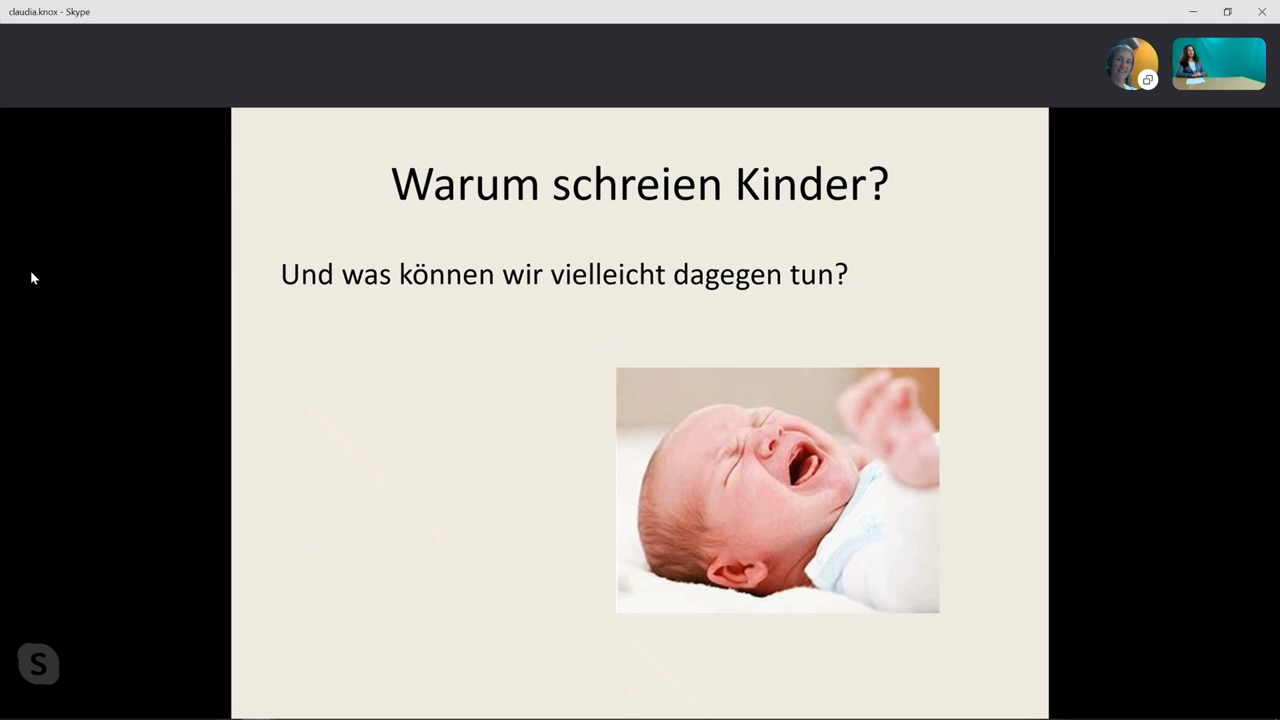 claudia.knox - Skype
Warum schreien Kinder?
Und was können wir vielleicht dagegen tun?
S